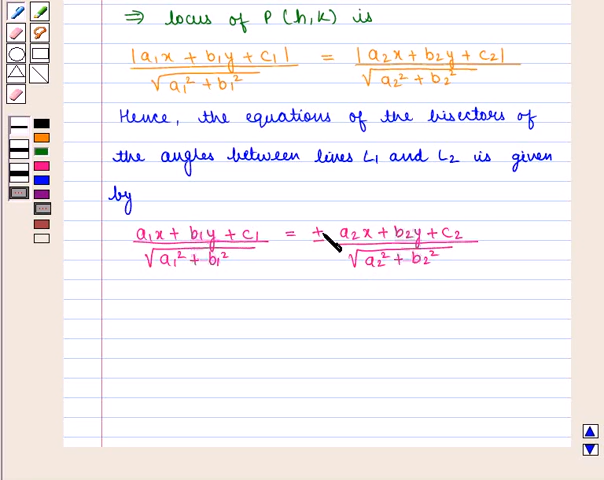 ⇒ locus of P (h,k) is
|a₁x + b₁y + c₁| / √(a₁² + b₁²) = |a₂x + b₂y + c₂| / √(a₂² + b₂²)
Hence, the equations of the bisectors of
the angles between lines L₁ and L₂ is given
by
a₁x + b₁y + c₁ / √(a₁² + b₁²) = ± a₂x + b₂y + c₂ / √(a₂² + b₂²)